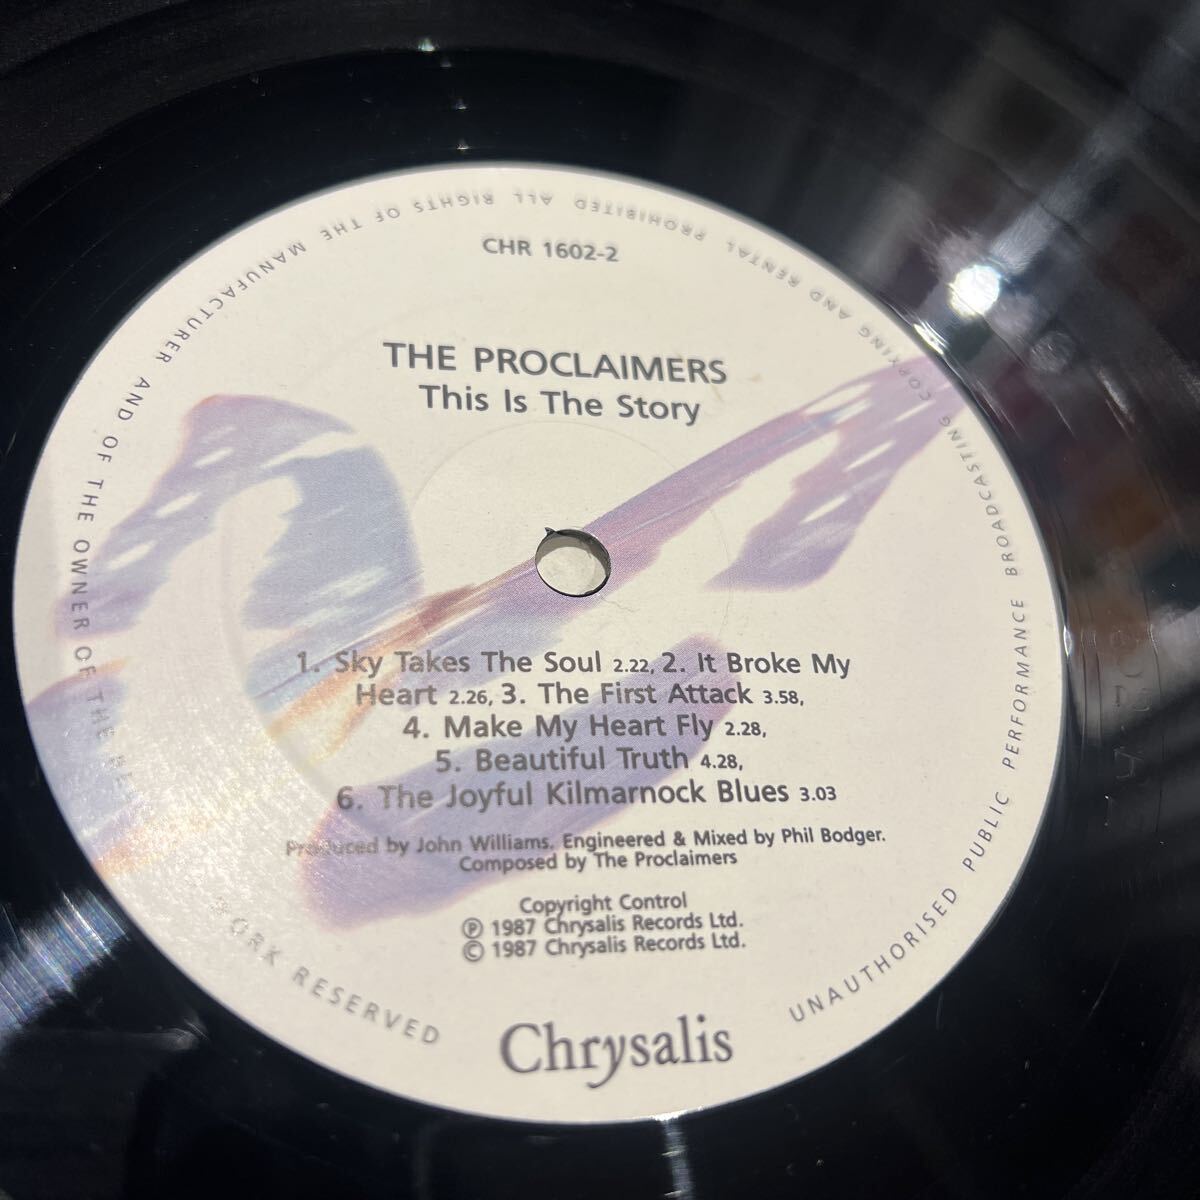 CHR 1602-2
THE PROCLAIMERS
This Is The Story
1. Sky Takes The Soul 2.22, 2. It Broke My
Heart 2.26, 3. The First Attack 3.58,
4. Make My Heart Fly 2.28,
5. Beautiful Truth 4.28,
6. The Joyful Kilmarnock Blues 3.03
Produced by John Williams. Engineered & Mixed by Phil Bodger.
Composed by The Proclaimers
Copyright Control
℗ 1987 Chrysalis Records Ltd.
© 1987 Chrysalis Records Ltd.
Chrysalis
ALL RIGHTS OF THE MANUFACTURER AND OF THE OWNER OF THE RE ORK RESERVED UNAUTHORISED PUBLIC PERFORMANCE BROADCASTING COPYING AND RENTAL PROHIBITED